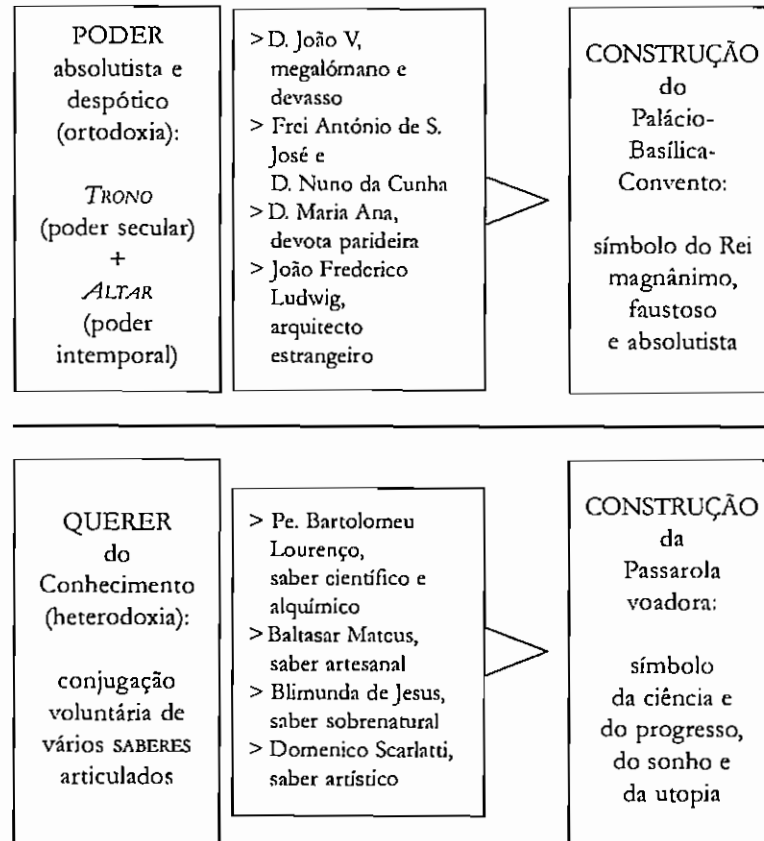 PODER
absolutista e
despótico
(ortodoxia):
TRONO
(poder secular)
+
ALTAR
(poder
intemporal)
> D. João V,
megalómano e
devasso
> Frei António de S.
José e
D. Nuno da Cunha
> D. Maria Ana,
devota parideira
> João Frederico
Ludwig,
arquitecto
estrangeiro
CONSTRUÇÃO
do
Palácio-
Basílica-
Convento:
símbolo do Rei
magnânimo,
faustoso
e absolutista
QUERER
do
Conhecimento
(heterodoxia):
conjugação
voluntária de
vários SABERES
articulados
> Pe. Bartolomeu
Lourenço,
saber científico e
alquímico
> Baltasar Mateus,
saber artesanal
> Blimunda de Jesus,
saber sobrenatural
> Domenico Scarlatti,
saber artístico
CONSTRUÇÃO
da
Passarola
voadora:
símbolo
da ciência e
do progresso,
do sonho e
da utopia